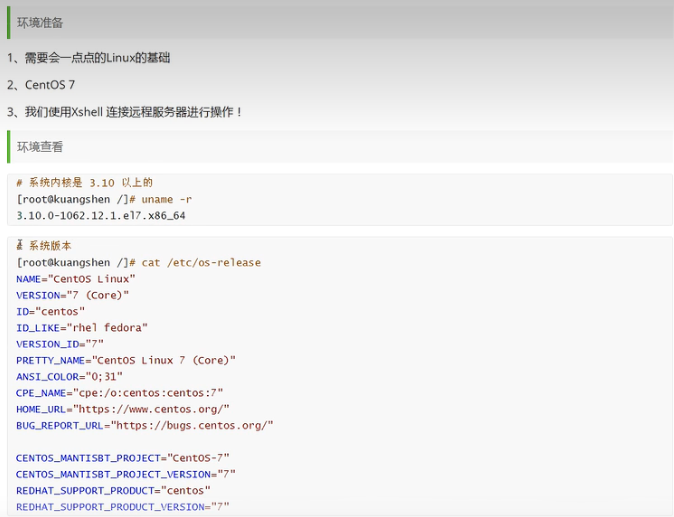 环境准备
1、需要会一点点的Linux的基础
2、CentOS 7
3、我们使用Xshell 连接远程服务器进行操作！
环境查看
# 系统内核是 3.10 以上的
[root@kuangshen /]# uname -r
3.10.0-1062.12.1.el7.x86_64
# 系统版本
[root@kuangshen /]# cat /etc/os-release
NAME="CentOS Linux"
VERSION="7 (Core)"
ID="centos"
ID_LIKE="rhel fedora"
VERSION_ID="7"
PRETTY_NAME="CentOS Linux 7 (Core)"
ANSI_COLOR="0;31"
CPE_NAME="cpe:/o:centos:centos:7"
HOME_URL="https://www.centos.org/"
BUG_REPORT_URL="https://bugs.centos.org/"
CENTOS_MANTISBT_PROJECT="CentOS-7"
CENTOS_MANTISBT_PROJECT_VERSION="7"
REDHAT_SUPPORT_PRODUCT="centos"
REDHAT_SUPPORT_PRODUCT_VERSION="7"